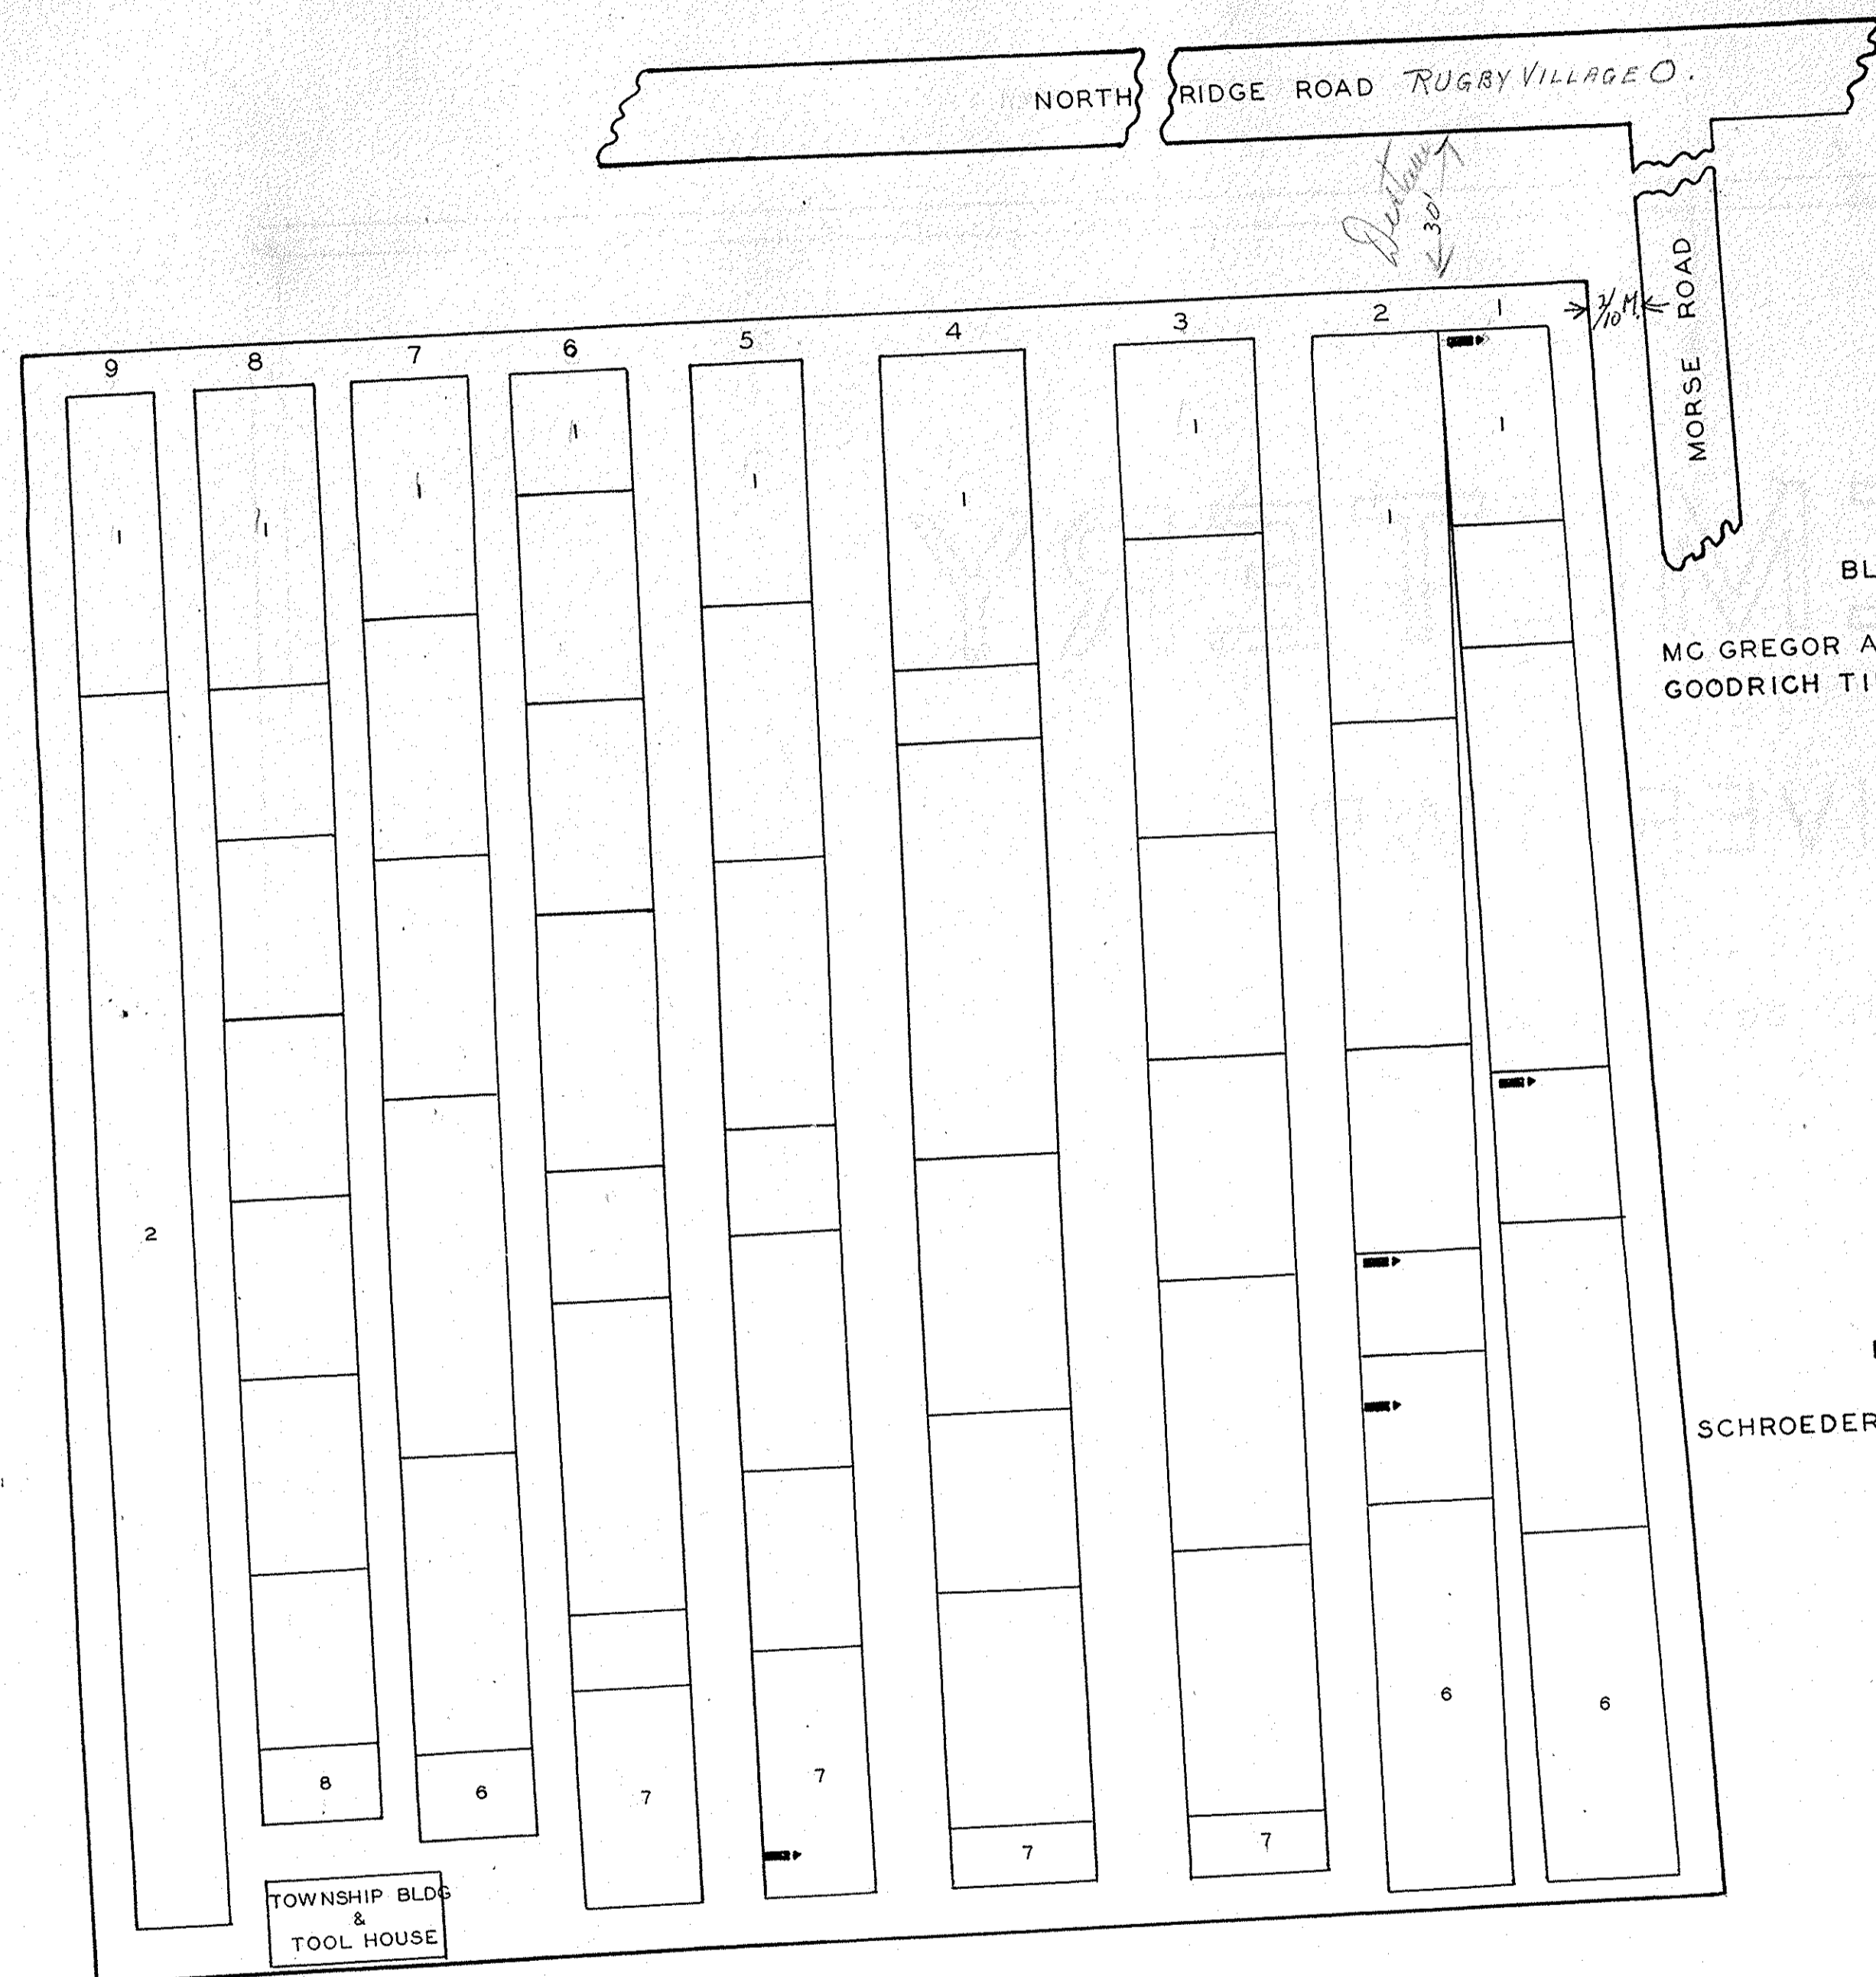 NORTH RIDGE ROAD RUGBY VILLAGE O.
Distance
30'
2/10 M.
MORSE ROAD
9 8 7 6 5 4 3 2 1
1 1 1 1 1 1 1 1 1
BL
MC GREGOR A
GOODRICH TI
2
SCHROEDER
8 6 7 7 7 7 6 6
TOWNSHIP BLDG
&
TOOL HOUSE